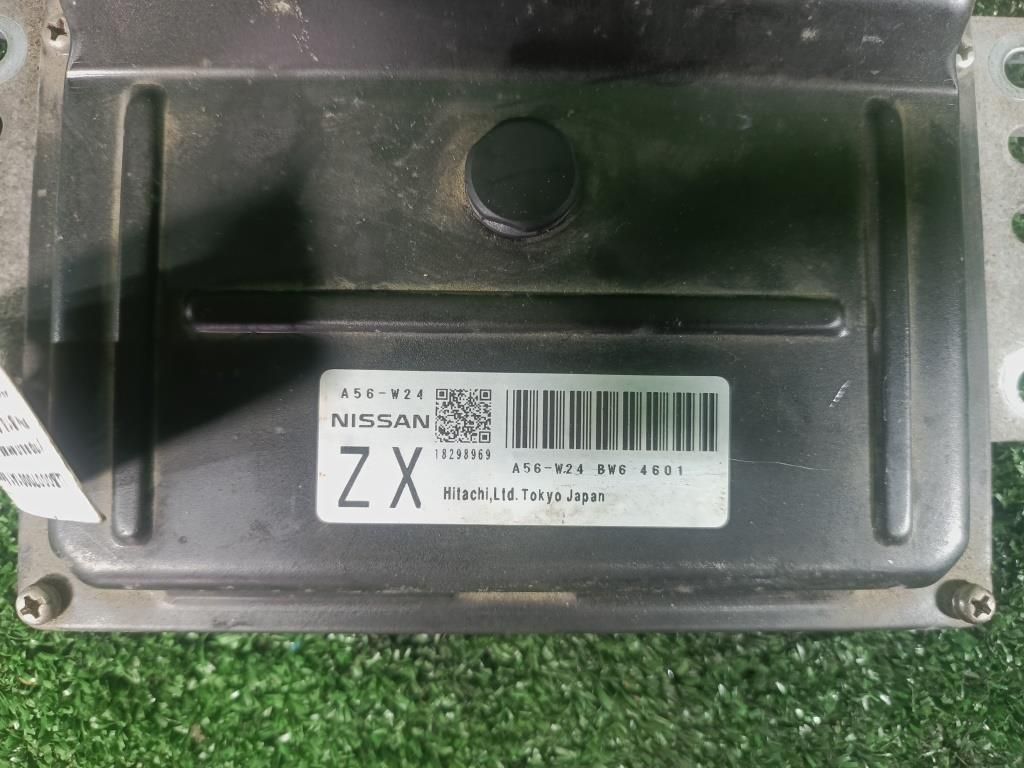 A56-W24
NISSAN
18298969
ZX
A56-W24 BW6 4601
Hitachi,Ltd. Tokyo Japan